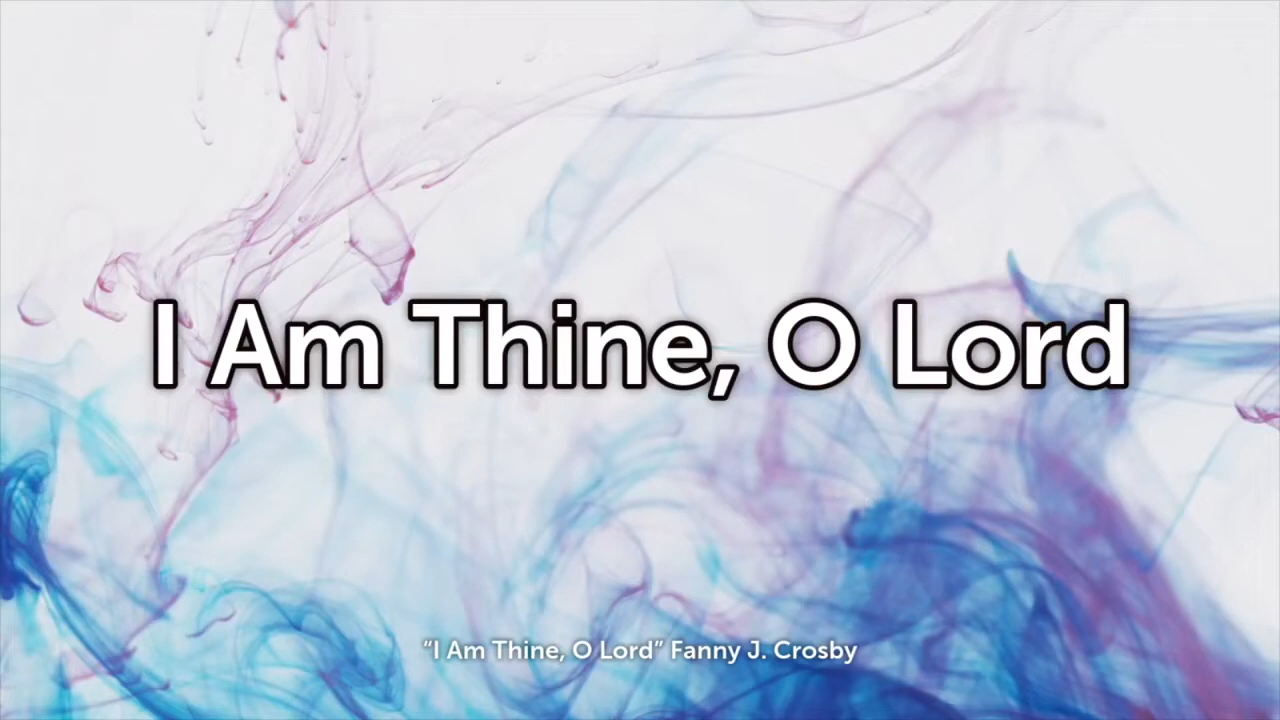 I Am Thine, O Lord
“I Am Thine, O Lord” Fanny J. Crosby